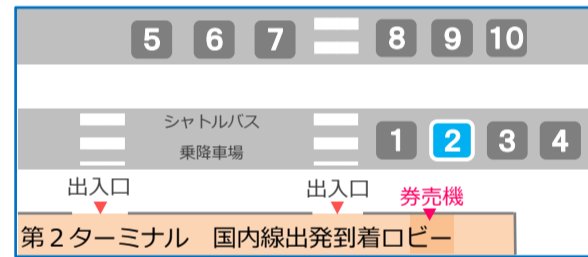 5 6 7 8 9 10
シャトルバス
乗降車場
1 2 3 4
出入口 出入口 券売機
第２ターミナル　国内線出発到着ロビー